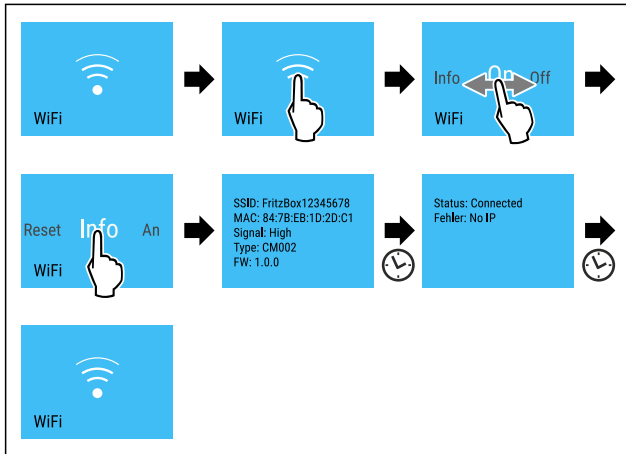 WiFi
WiFi
Info On Off
WiFi
Reset Info An
WiFi
SSID: FritzBox12345678
MAC: 84:7B:EB:1D:2D:C1
Signal: High
Type: CM002
FW: 1.0.0
Status: Connected
Fehler: No IP
WiFi